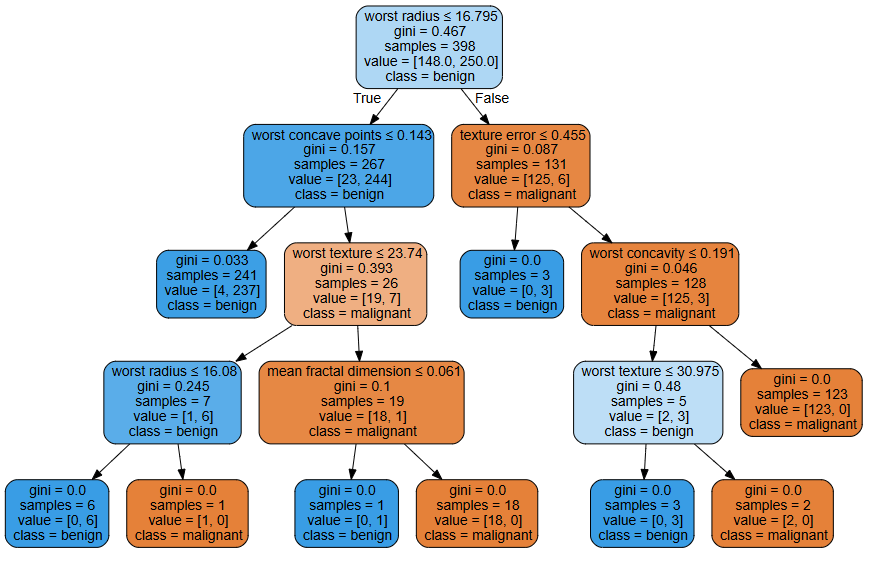 worst radius ≤ 16.795
gini = 0.467
samples = 398
value = [148.0, 250.0]
class = benign
True
False
worst concave points ≤ 0.143
gini = 0.157
samples = 267
value = [23, 244]
class = benign
texture error ≤ 0.455
gini = 0.087
samples = 131
value = [125, 6]
class = malignant
gini = 0.033
samples = 241
value = [4, 237]
class = benign
worst texture ≤ 23.74
gini = 0.393
samples = 26
value = [19, 7]
class = malignant
gini = 0.0
samples = 3
value = [0, 3]
class = benign
worst concavity ≤ 0.191
gini = 0.046
samples = 128
value = [125, 3]
class = malignant
worst radius ≤ 16.08
gini = 0.245
samples = 7
value = [1, 6]
class = benign
mean fractal dimension ≤ 0.061
gini = 0.1
samples = 19
value = [18, 1]
class = malignant
worst texture ≤ 30.975
gini = 0.48
samples = 5
value = [2, 3]
class = benign
gini = 0.0
samples = 123
value = [123, 0]
class = malignant
gini = 0.0
samples = 6
value = [0, 6]
class = benign
gini = 0.0
samples = 1
value = [1, 0]
class = malignant
gini = 0.0
samples = 1
value = [0, 1]
class = benign
gini = 0.0
samples = 18
value = [18, 0]
class = malignant
gini = 0.0
samples = 3
value = [0, 3]
class = benign
gini = 0.0
samples = 2
value = [2, 0]
class = malignant